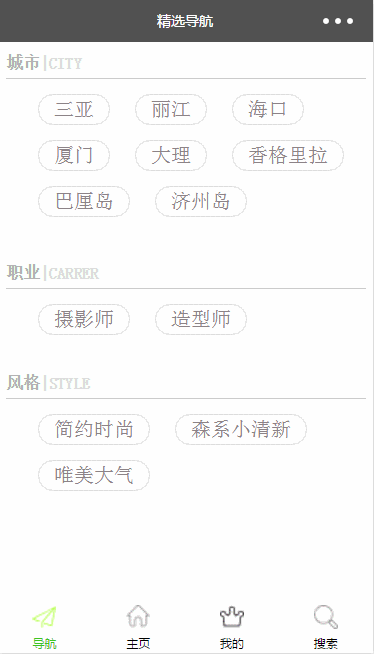 精选导航
城市|CITY
三亚 丽江 海口
厦门 大理 香格里拉
巴厘岛 济州岛
职业|CARRER
摄影师 造型师
风格|STYLE
简约时尚 森系小清新
唯美大气
导航 主页 我的 搜索